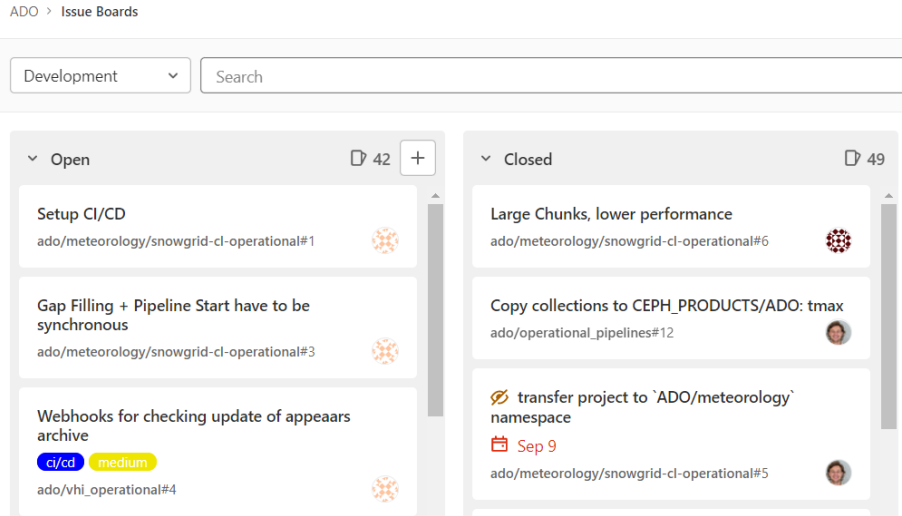 ADO > Issue Boards
Development
Search
Open
42
+
Setup CI/CD
ado/meteorology/snowgrid-cl-operational#1
Gap Filling + Pipeline Start have to be
synchronous
ado/meteorology/snowgrid-cl-operational#3
Webhooks for checking update of appeaars
archive
ci/cd
medium
ado/vhi_operational#4
Closed
49
Large Chunks, lower performance
ado/meteorology/snowgrid-cl-operational#6
Copy collections to CEPH_PRODUCTS/ADO: tmax
ado/operational_pipelines#12
transfer project to `ADO/meteorology`
namespace
Sep 9
ado/meteorology/snowgrid-cl-operational#5